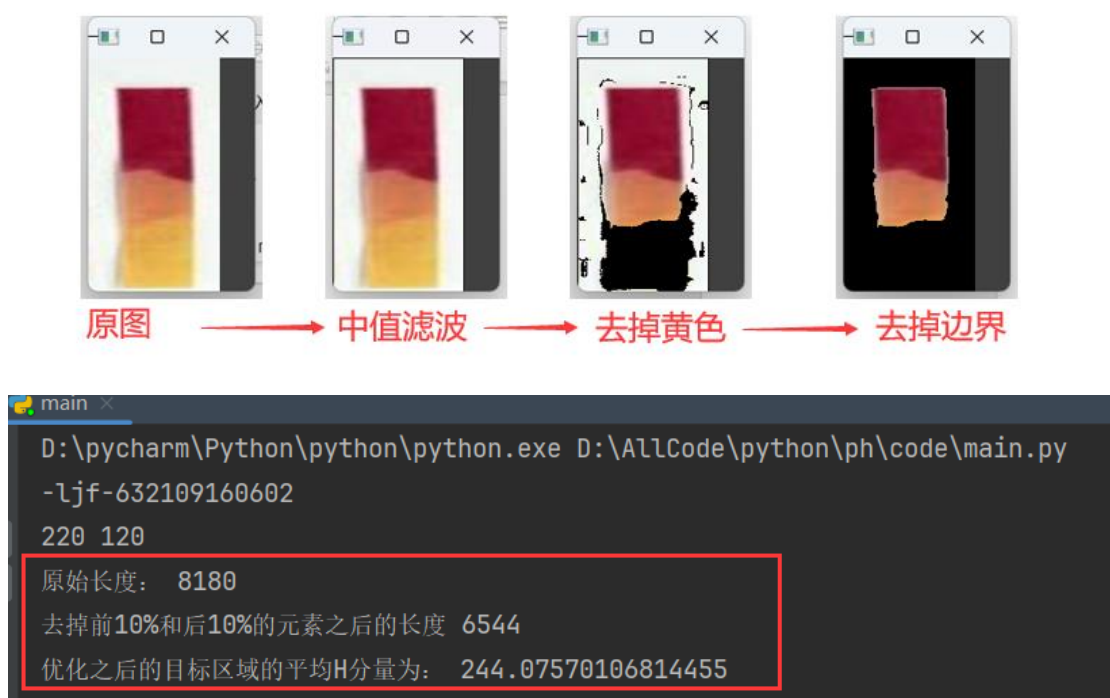 原图
中值滤波
去掉黄色
去掉边界
main
D:\pycharm\Python\python\python.exe D:\AllCode\python\ph\code\main.py
-ljf-632109160602
220 120
原始长度： 8180
去掉前10%和后10%的元素之后的长度 6544
优化之后的目标区域的平均H分量为： 244.07570106814455